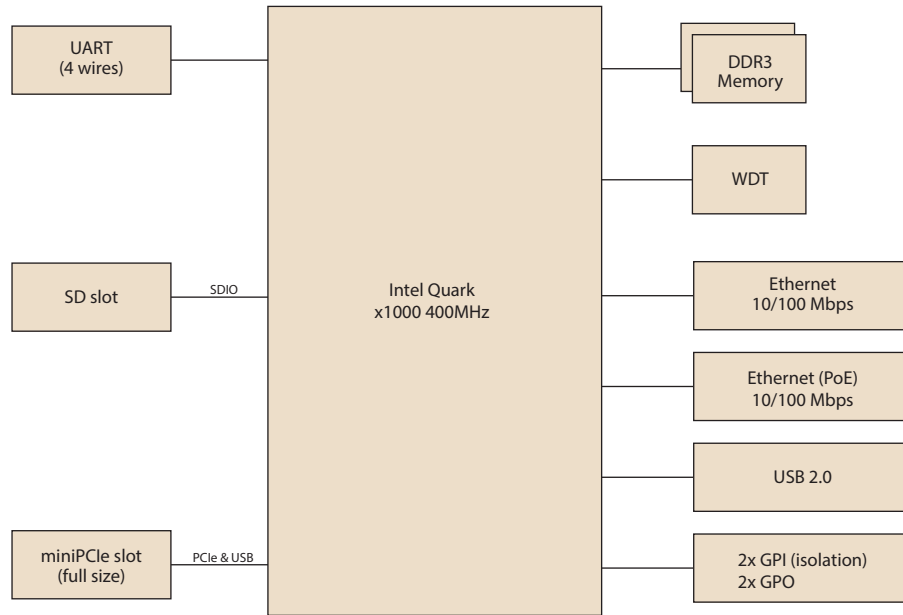 UART
(4 wires)
SD slot
SDIO
miniPCIe slot
(full size)
PCIe & USB
Intel Quark
x1000 400MHz
DDR3
Memory
WDT
Ethernet
10/100 Mbps
Ethernet (PoE)
10/100 Mbps
USB 2.0
2x GPI (isolation)
2x GPO